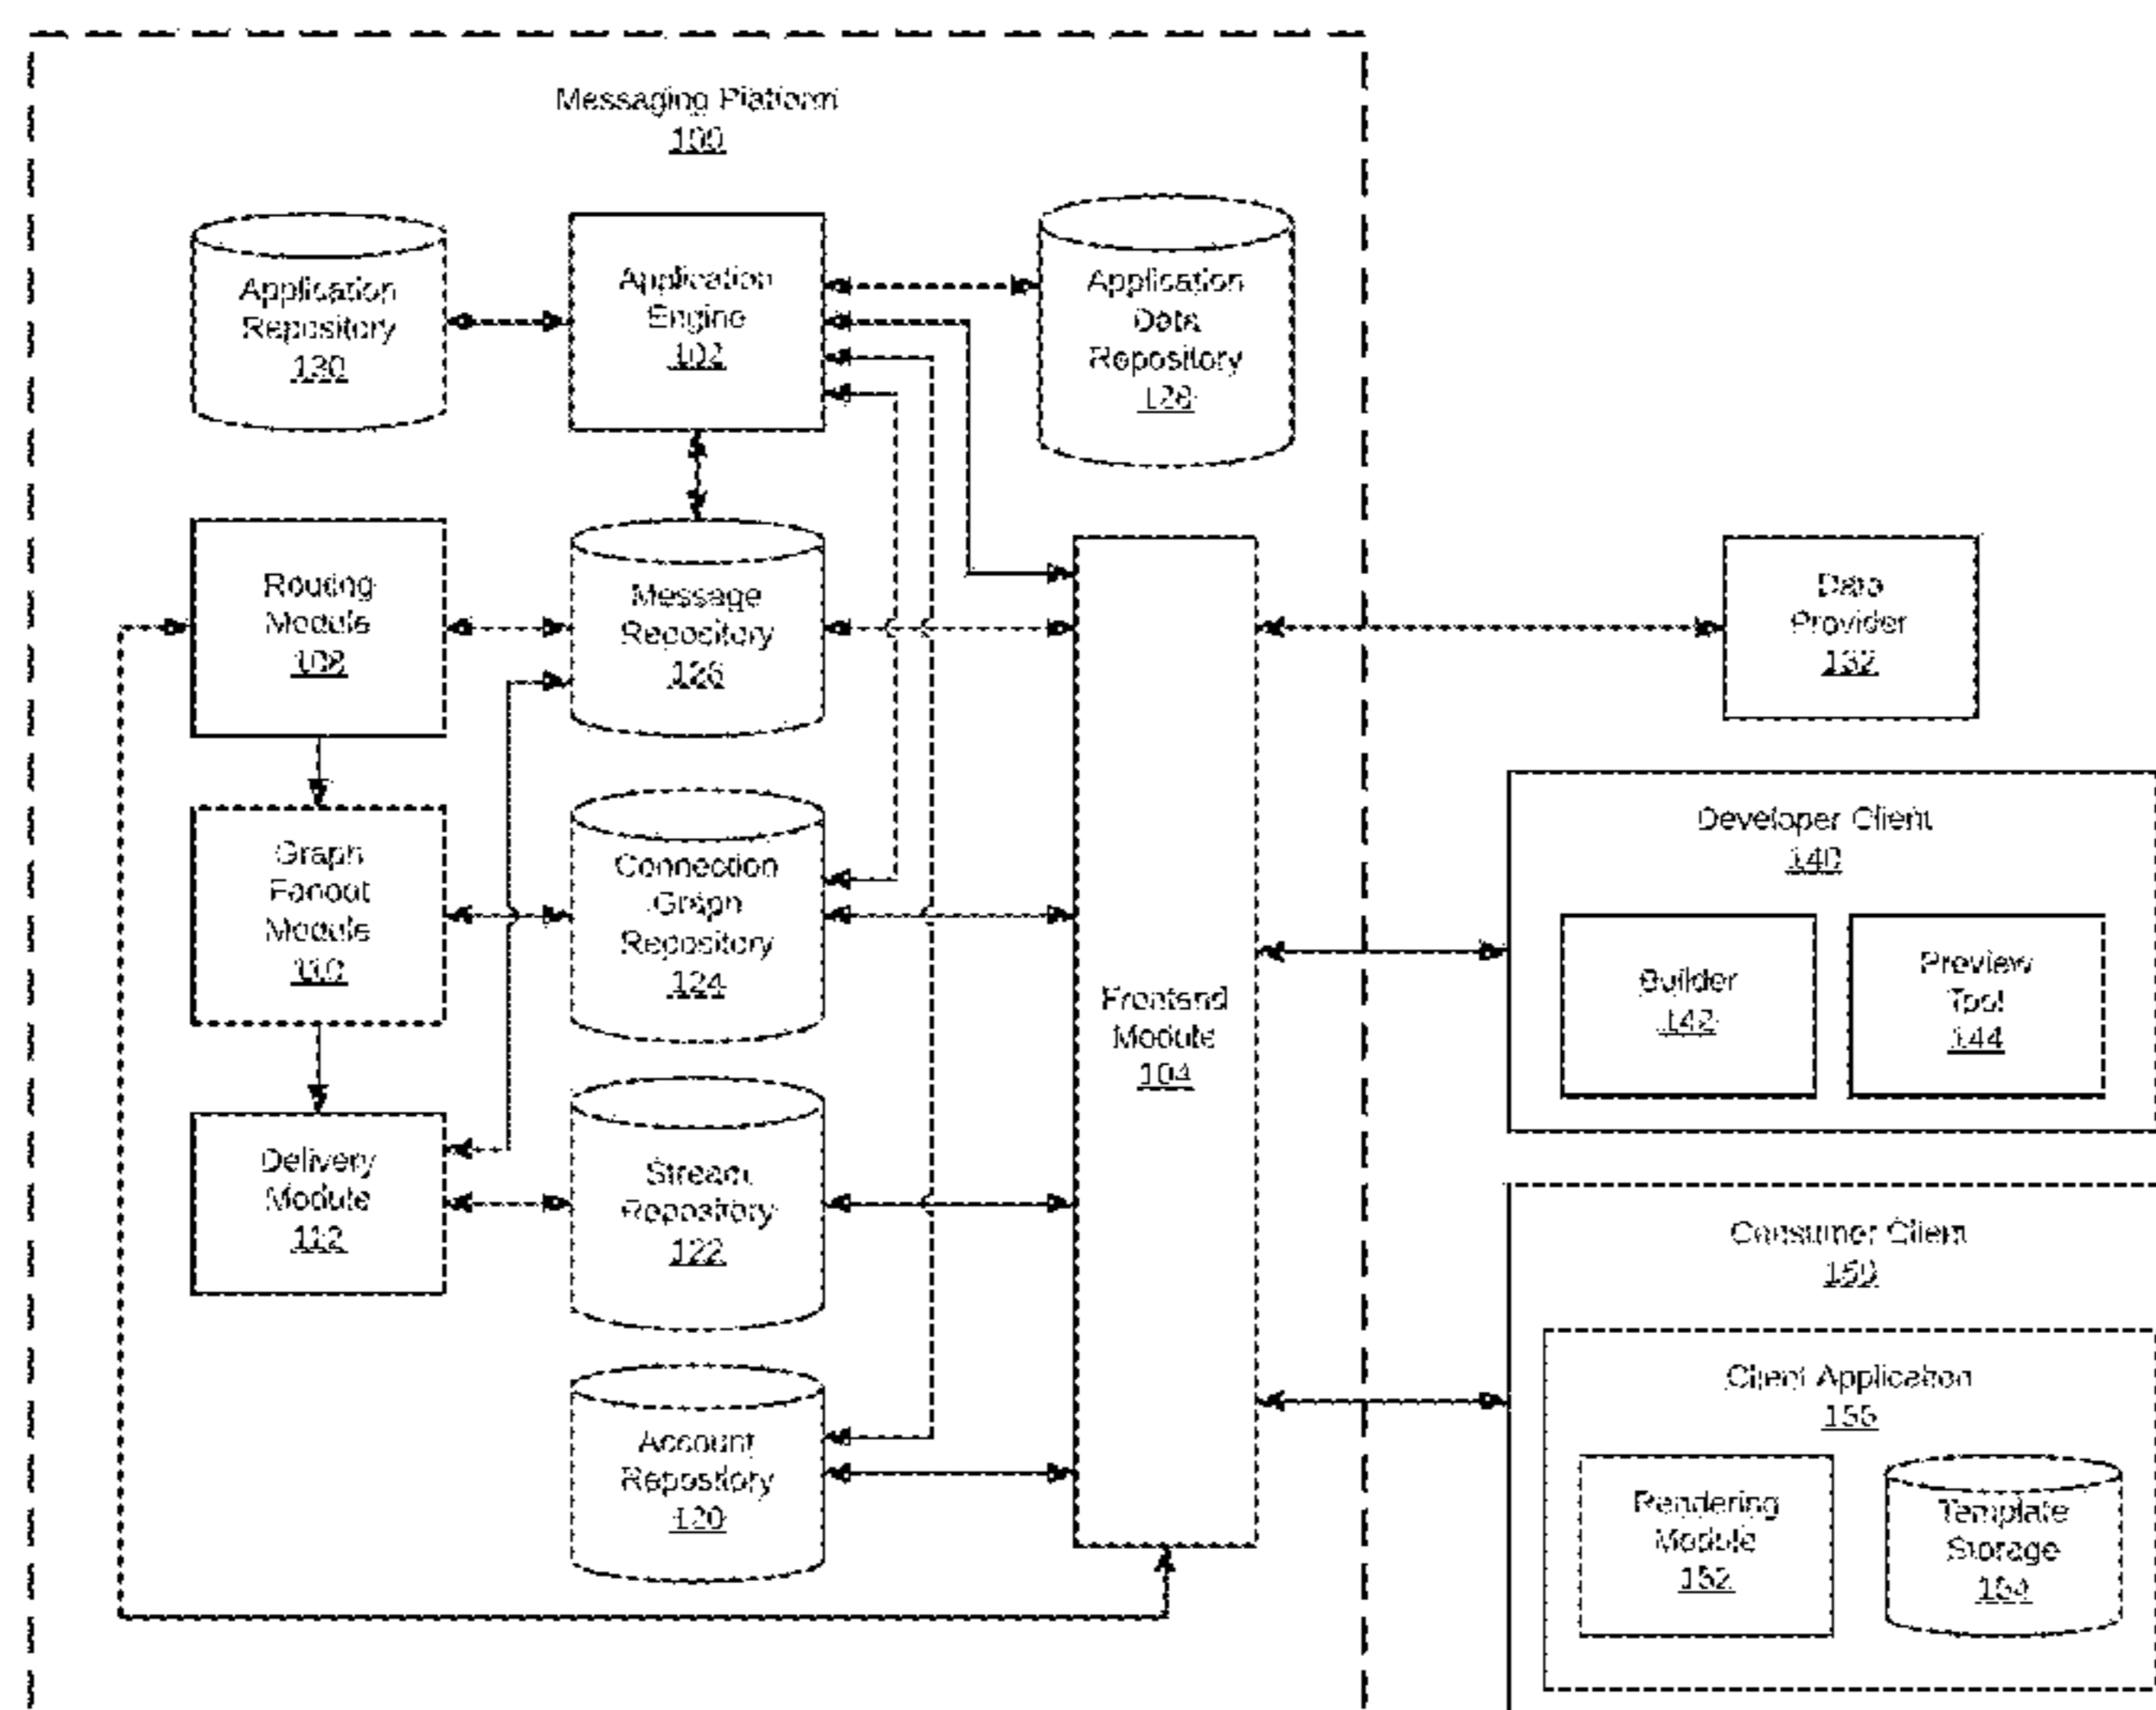 Messaging Platform
100
Application
Repository
130
Application
Engine
102
Application
Data
Repository
128
Routing
Module
108
Message
Repository
126
Data
Provider
132
Graph
Fanout
Module
110
Connection
Graph
Repository
124
Frontend
Module
104
Developer Client
140
Builder
142
Preview
Tool
144
Delivery
Module
112
Stream
Repository
122
Consumer Client
150
Client Application
155
Account
Repository
120
Rendering
Module
152
Template
Storage
154